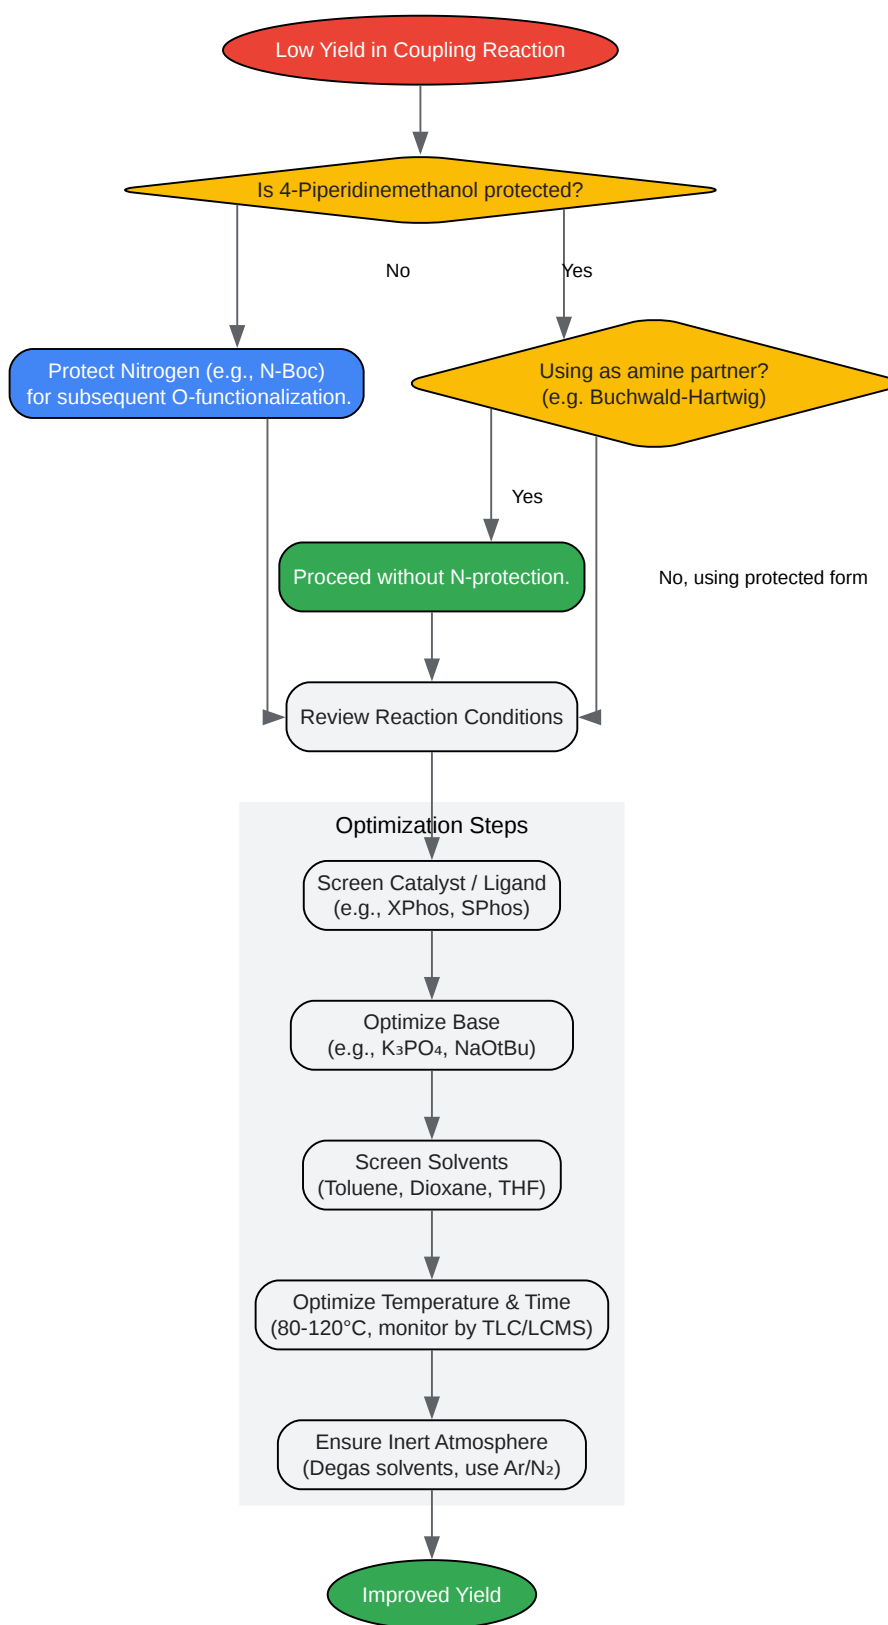 Low Yield in Coupling Reaction
Is 4-Piperidinemethanol protected?
No
Yes
Protect Nitrogen (e.g., N-Boc)
for subsequent O-functionalization.
Using as amine partner?
(e.g. Buchwald-Hartwig)
Yes
Proceed without N-protection.
No, using protected form
Review Reaction Conditions
Optimization Steps
Screen Catalyst / Ligand
(e.g., XPhos, SPhos)
Optimize Base
(e.g., K₃PO₄, NaOtBu)
Screen Solvents
(Toluene, Dioxane, THF)
Optimize Temperature & Time
(80-120°C, monitor by TLC/LCMS)
Ensure Inert Atmosphere
(Degas solvents, use Ar/N₂)
Improved Yield